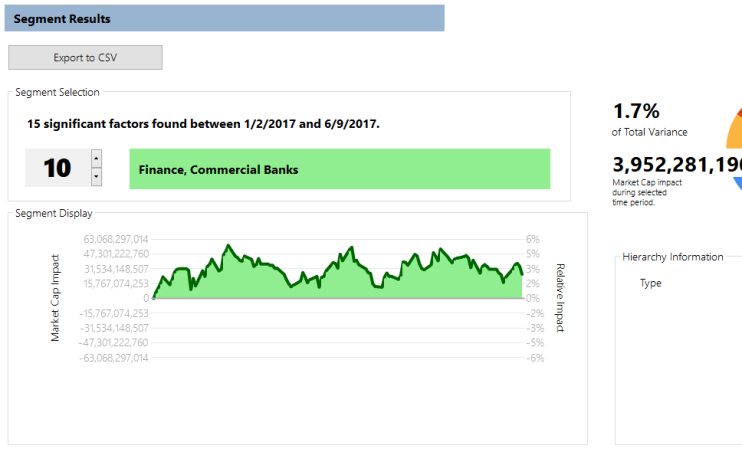 Segment Results
Export to CSV
Segment Selection
15 significant factors found between 1/2/2017 and 6/9/2017.
10
Finance, Commercial Banks
1.7%
of Total Variance
3,952,281,190
Market Cap impact
during selected
time period.
Segment Display
Market Cap Impact
63,068,297,014
47,301,222,760
31,534,148,507
15,767,074,253
0
-15,767,074,253
-31,534,148,507
-47,301,222,760
-63,068,297,014
6%
5%
3%
2%
0%
-2%
-3%
-5%
-6%
Relative Impact
Hierarchy Information
Type